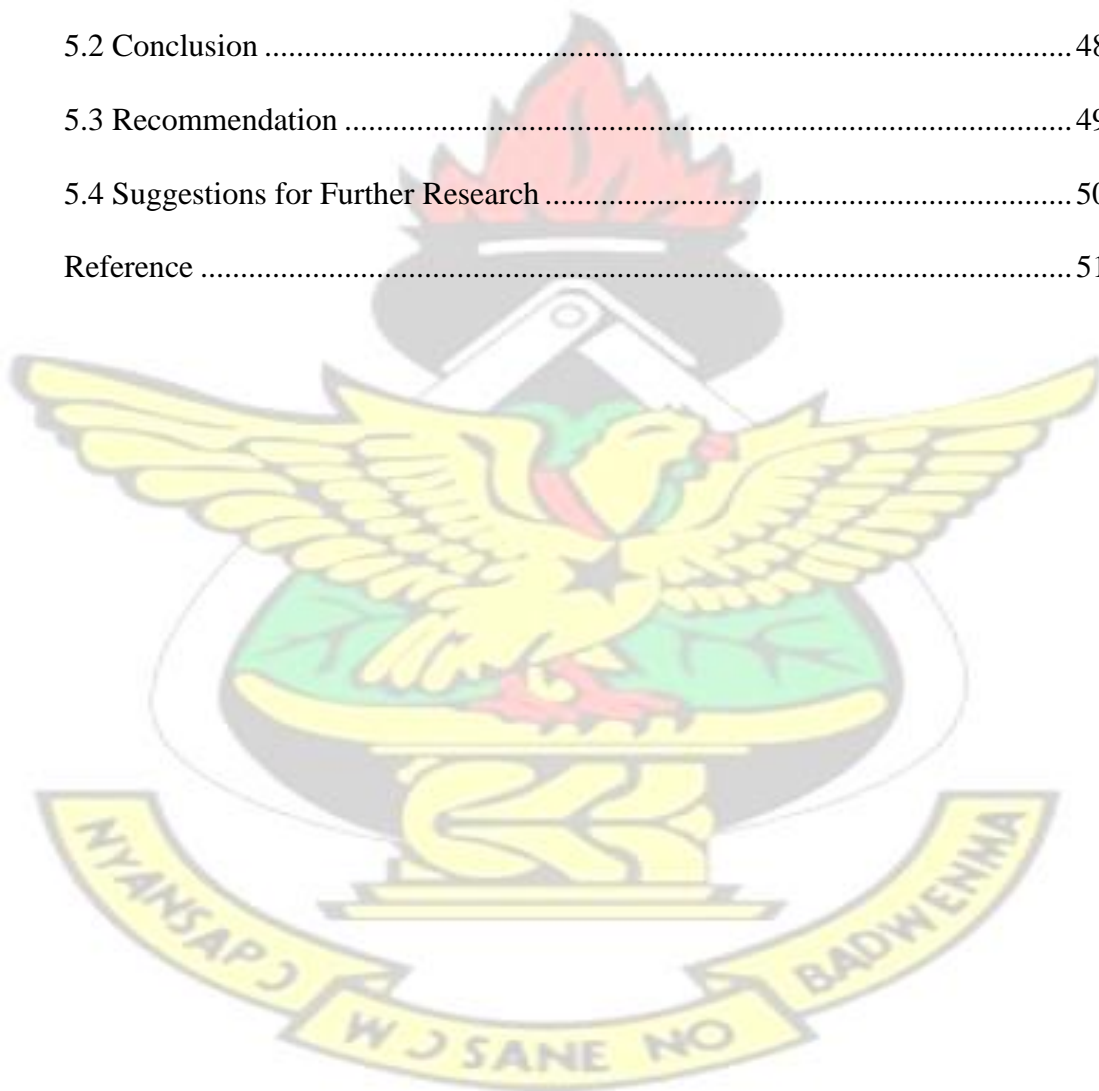 5.2 Conclusion ........................................................................................................ 48
5.3 Recommendation ............................................................................................. 49
5.4 Suggestions for Further Research .................................................................... 50
Reference ................................................................................................................ 51
NYANSAPƆ
WƆSANE NO
BADWENMA